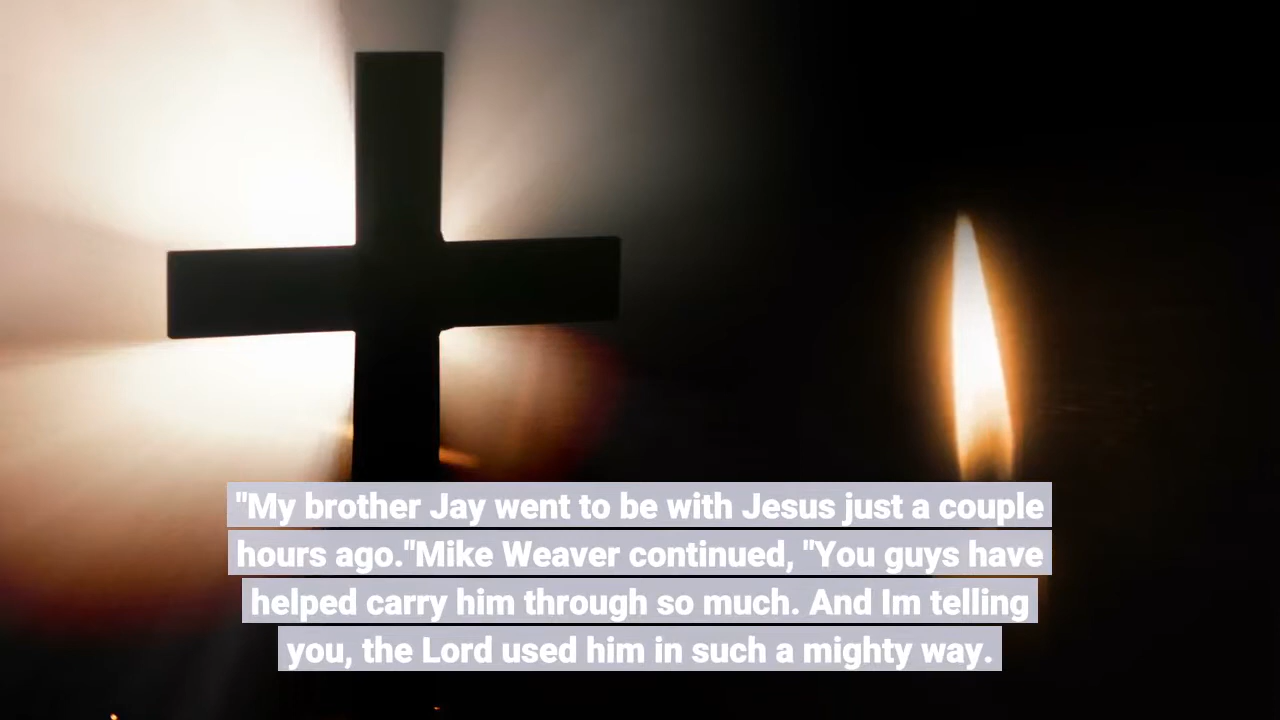 "My brother Jay went to be with Jesus just a couple
hours ago."Mike Weaver continued, "You guys have
helped carry him through so much. And Im telling
you, the Lord used him in such a mighty way.